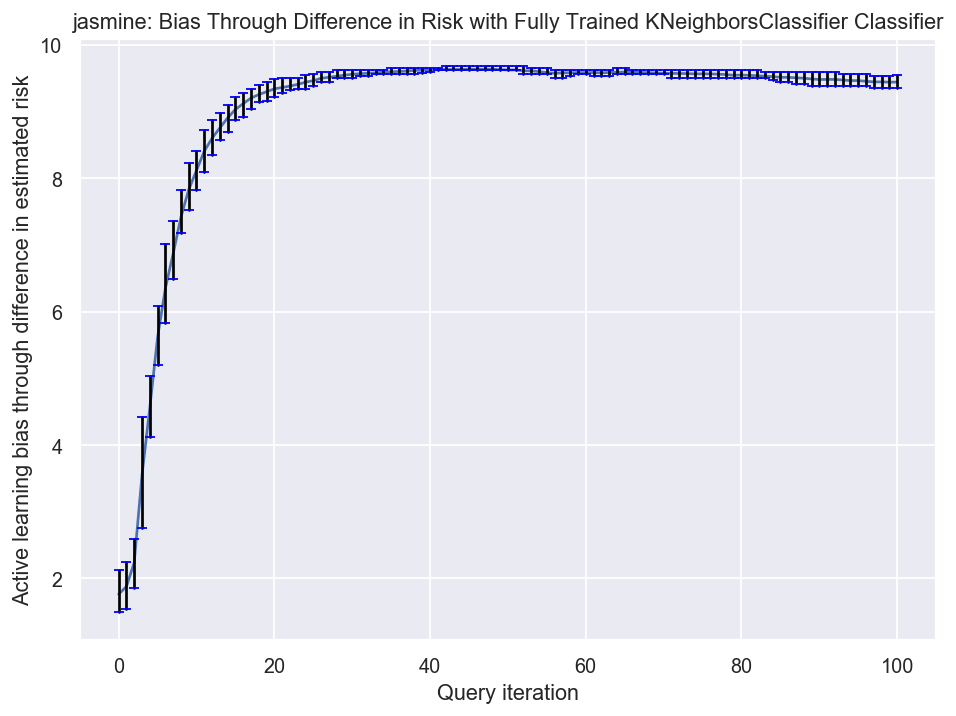 jasmine: Bias Through Difference in Risk with Fully Trained KNeighborsClassifier Classifier
Active learning bias through difference in estimated risk
10
8
6
4
2
0 20 40 60 80 100
Query iteration